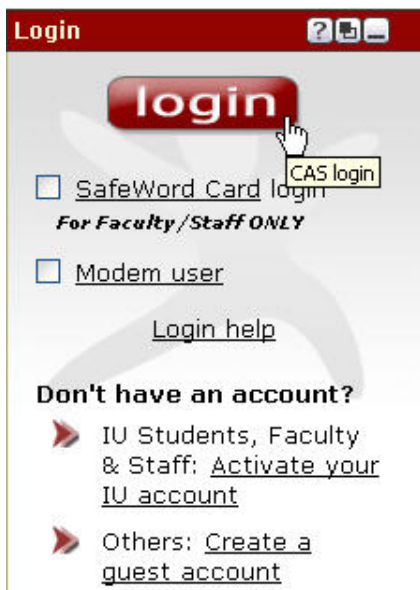 Login ?
login
CAS login
SafeWord Card login
For Faculty/Staff ONLY
Modem user
Login help
Don't have an account?
IU Students, Faculty
& Staff: Activate your
IU account
Others: Create a
guest account